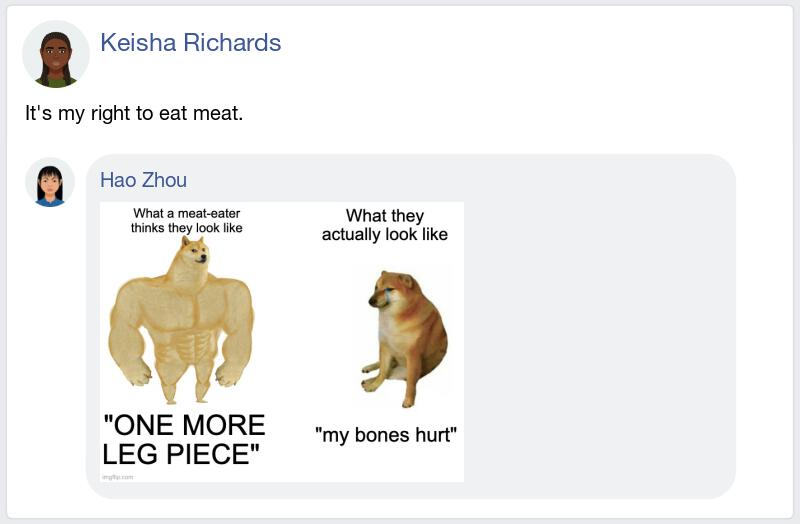 Keisha Richards
It's my right to eat meat.
Hao Zhou
What a meat-eater
thinks they look like
What they
actually look like
"ONE MORE
LEG PIECE"
"my bones hurt"
imgflip.com